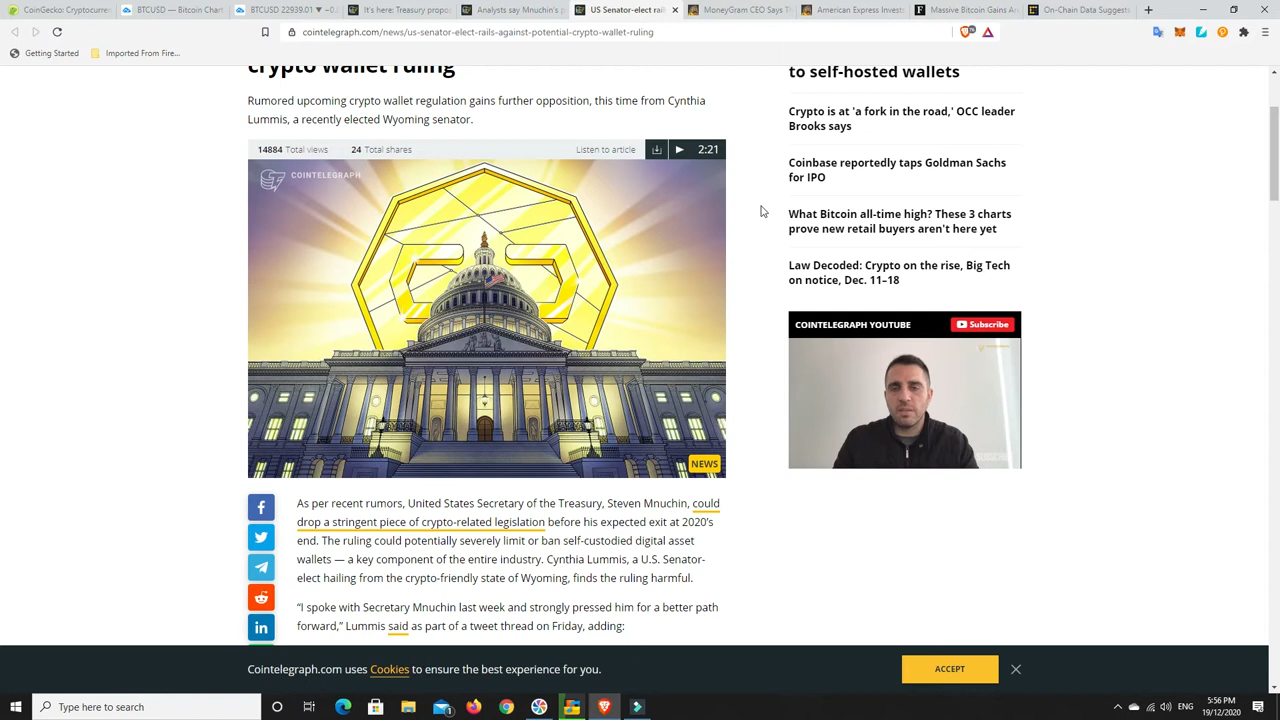 CoinGecko: Cryptocurrenc
BTCUSD — Bitcoin Chart
BTCUSD 22939.01 ▼ −0.
It's here: Treasury propo
Analysts say Mnuchin's p
US Senator-elect rail
MoneyGram CEO Says T
American Express Invest
Massive Bitcoin Gains Ar
On-Chain Data Suggests
cointelegraph.com/news/us-senator-elect-rails-against-potential-crypto-wallet-ruling
Getting Started
Imported From Fire...
crypto wallet ruling
Rumored upcoming crypto wallet regulation gains further opposition, this time from Cynthia
Lummis, a recently elected Wyoming senator.
14884 Total views
24 Total shares
Listen to article
2:21
COINTELEGRAPH
NEWS
As per recent rumors, United States Secretary of the Treasury, Steven Mnuchin, could
drop a stringent piece of crypto-related legislation before his expected exit at 2020's
end. The ruling could potentially severely limit or ban self-custodied digital asset
wallets — a key component of the entire industry. Cynthia Lummis, a U.S. Senator-
elect hailing from the crypto-friendly state of Wyoming, finds the ruling harmful.
“I spoke with Secretary Mnuchin last week and strongly pressed him for a better path
forward,” Lummis said as part of a tweet thread on Friday, adding:
to self-hosted wallets
Crypto is at 'a fork in the road,' OCC leader
Brooks says
Coinbase reportedly taps Goldman Sachs
for IPO
What Bitcoin all-time high? These 3 charts
prove new retail buyers aren't here yet
Law Decoded: Crypto on the rise, Big Tech
on notice, Dec. 11–18
COINTELEGRAPH YOUTUBE
Subscribe
Cointelegraph.com uses Cookies to ensure the best experience for you.
ACCEPT
Type here to search
ENG
5:56 PM
19/12/2020